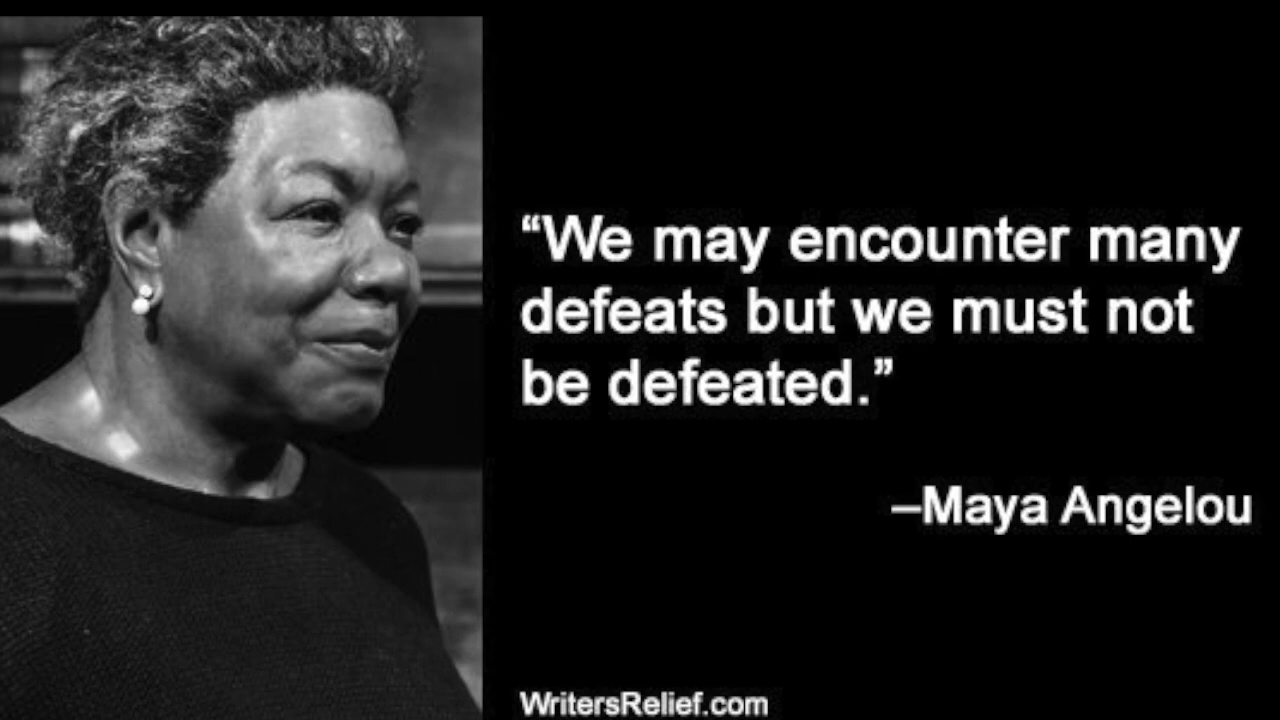 “We may encounter many
defeats but we must not
be defeated.”
–Maya Angelou
WritersRelief.com